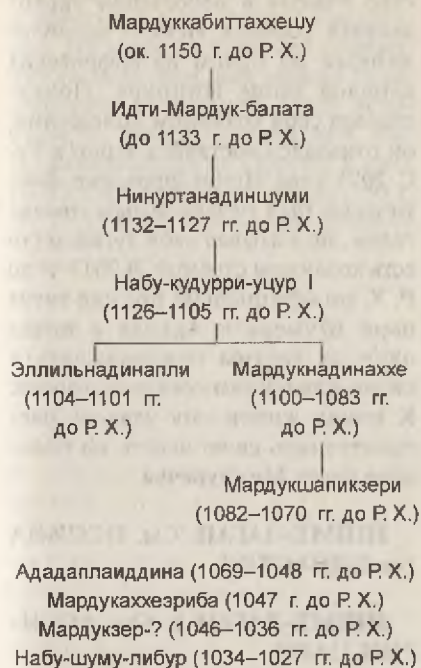 Мардуккабиттаххешу
(ок. 1150 г. до Р. Х.)
Идти-Мардук-балата
(до 1133 г. до Р. Х.)
Нинуртанадиншуми
(1132–1127 гг. до Р. Х.)
Набу-кудурри-уцур I
(1126–1105 гг. до Р. Х.)
Эллильнадинапли
(1104–1101 гг.
до Р. Х.)
Мардукнадинаххе
(1100–1083 гг.
до Р. Х.)
Мардукшапикзери
(1082–1070 гг. до Р. Х.)
Ададаплаиддина (1069–1048 гг. до Р. Х.)
Мардукаххезриба (1047 г. до Р. Х.)
Мардукзер-? (1046–1036 гг. до Р. Х.)
Набу-шуму-либур (1034–1027 гг. до Р. Х.)